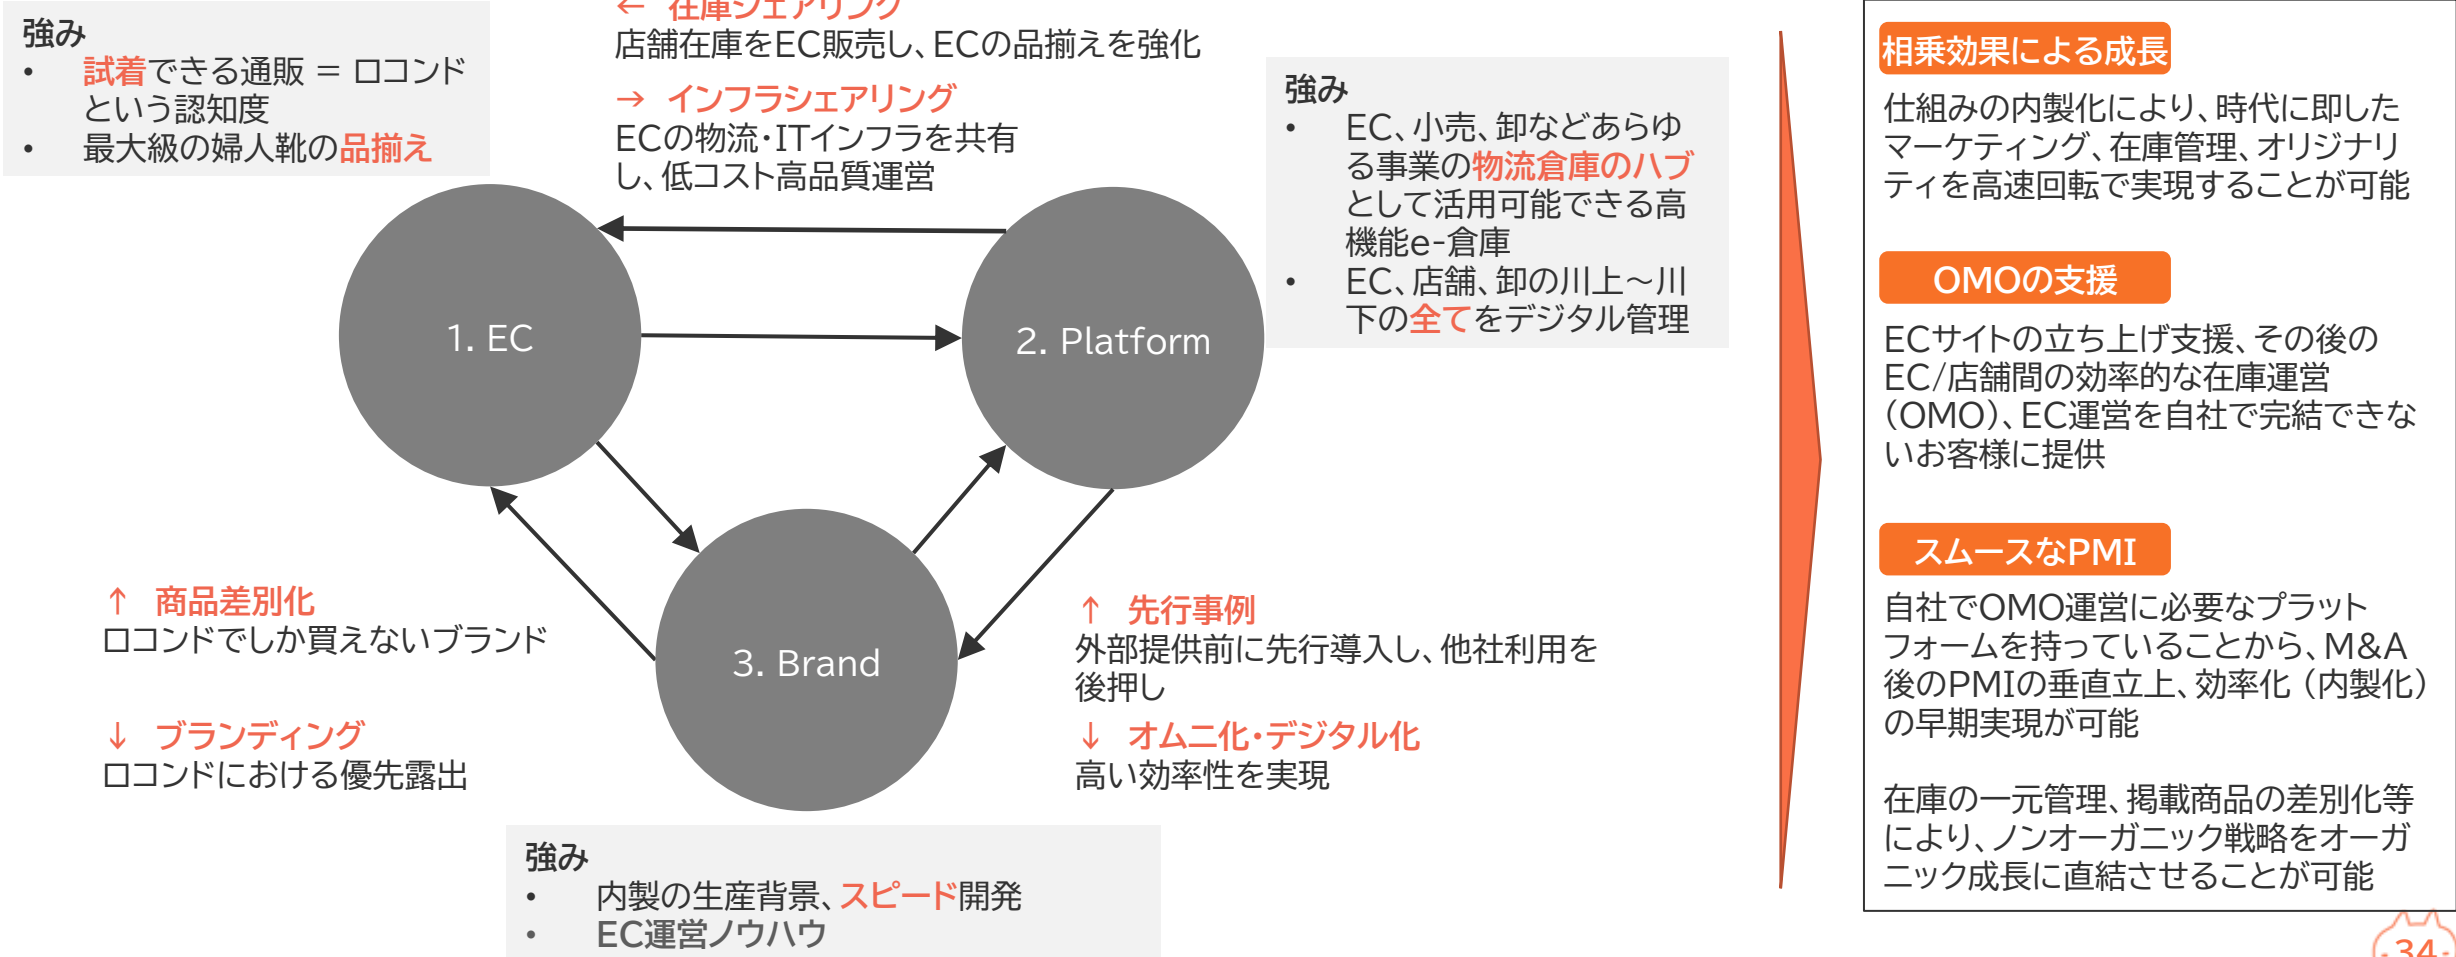 強み
• 試着できる通販 = ロコンド
という認知度
• 最大級の婦人靴の品揃え
← 在庫シェアリング
店舗在庫をEC販売し、ECの品揃えを強化
→ インフラシェアリング
ECの物流・ITインフラを共有
し、低コスト高品質運営
強み
• EC、小売、卸などあらゆ
る事業の物流倉庫のハブ
として活用可能できる高
機能e-倉庫
• EC、店舗、卸の川上～川
下の全てをデジタル管理
1. EC
2. Platform
3. Brand
↑ 商品差別化
ロコンドでしか買えないブランド
↓ ブランディング
ロコンドにおける優先露出
↑ 先行事例
外部提供前に先行導入し、他社利用を
後押し
↓ オムニ化・デジタル化
高い効率性を実現
強み
• 内製の生産背景、スピード開発
• EC運営ノウハウ
相乗効果による成長
仕組みの内製化により、時代に即した
マーケティング、在庫管理、オリジナリ
ティを高速回転で実現することが可能
OMOの支援
ECサイトの立ち上げ支援、その後の
EC/店舗間の効率的な在庫運営
（OMO）、EC運営を自社で完結できな
いお客様に提供
スムースなPMI
自社でOMO運営に必要なプラット
フォームを持っていることから、M&A
後のPMIの垂直立上、効率化（内製化）
の早期実現が可能
在庫の一元管理、掲載商品の差別化等
により、ノンオーガニック戦略をオーガ
ニック成長に直結させることが可能
34